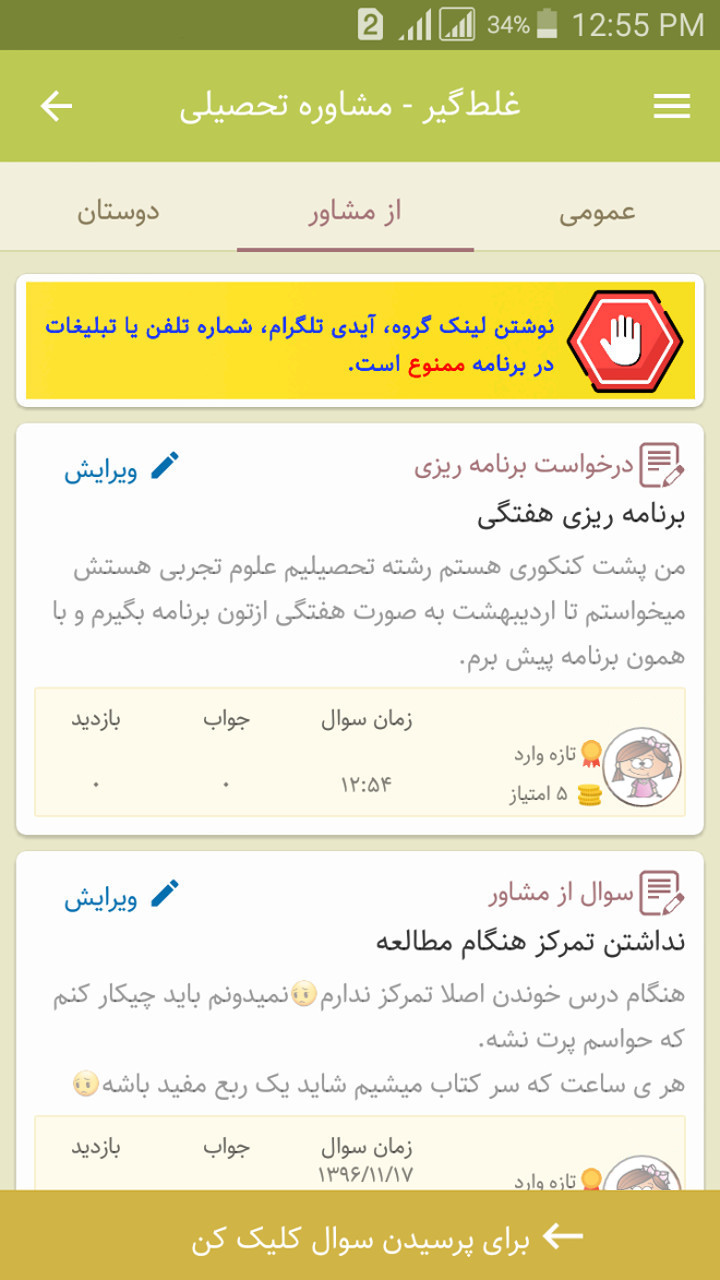 2 34% 12:55 PM
غلط‌گیر - مشاوره تحصیلی
عمومی از مشاور دوستان
نوشتن لینک گروه، آیدی تلگرام، شماره تلفن یا تبلیغات
در برنامه ممنوع است.
درخواست برنامه ریزی ویرایش
برنامه ریزی هفتگی
من پشت کنکوری هستم رشته تحصیلیم علوم تجربی هستش
میخواستم تا اردیبهشت به صورت هفتگی ازتون برنامه بگیرم و با
همون برنامه پیش برم.
زمان سوال جواب بازدید
تازه وارد
۱۲:۵۴ ۰ ۰
۵ امتیاز
سوال از مشاور ویرایش
نداشتن تمرکز هنگام مطالعه
هنگام درس خوندن اصلا تمرکز ندارم😔نمیدونم باید چیکار کنم
که حواسم پرت نشه.
هر ی ساعت که سر کتاب میشیم شاید یک ربع مفید باشه😔
زمان سوال جواب بازدید
تازه وارد ۱۳۹۶/۱۱/۱۷
برای پرسیدن سوال کلیک کن